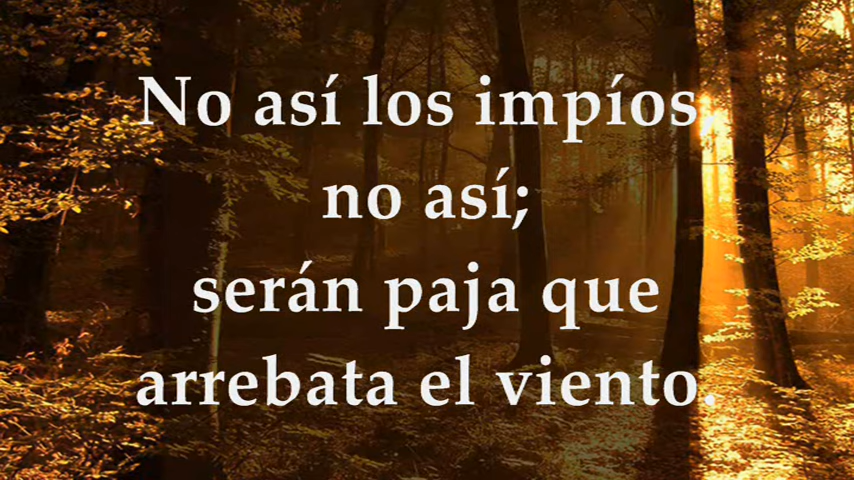 No así los impíos,
no así;
serán paja que
arrebata el viento.